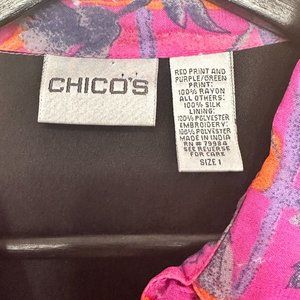 CHICO'S
RED PRINT AND
PURPLE/GREEN
PRINT:
100% RAYON
ALL OTHERS:
100% SILK
LINING:
100% POLYESTER
EMBROIDERY:
100% POLYESTER
MADE IN INDIA
RN # 79984
SEE REVERSE
FOR CARE
SIZE 1